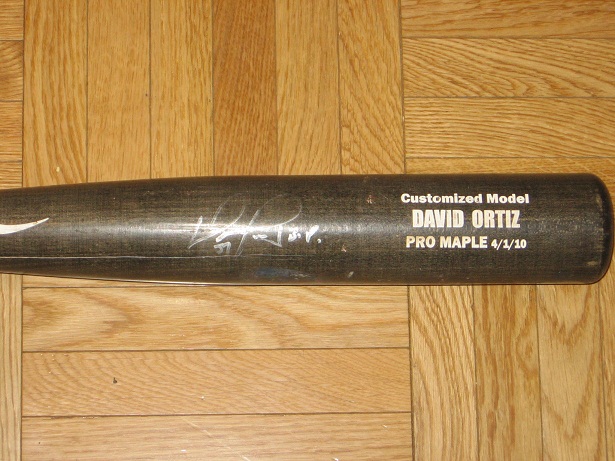 Customized Model
DAVID ORTIZ
PRO MAPLE 4/1/10